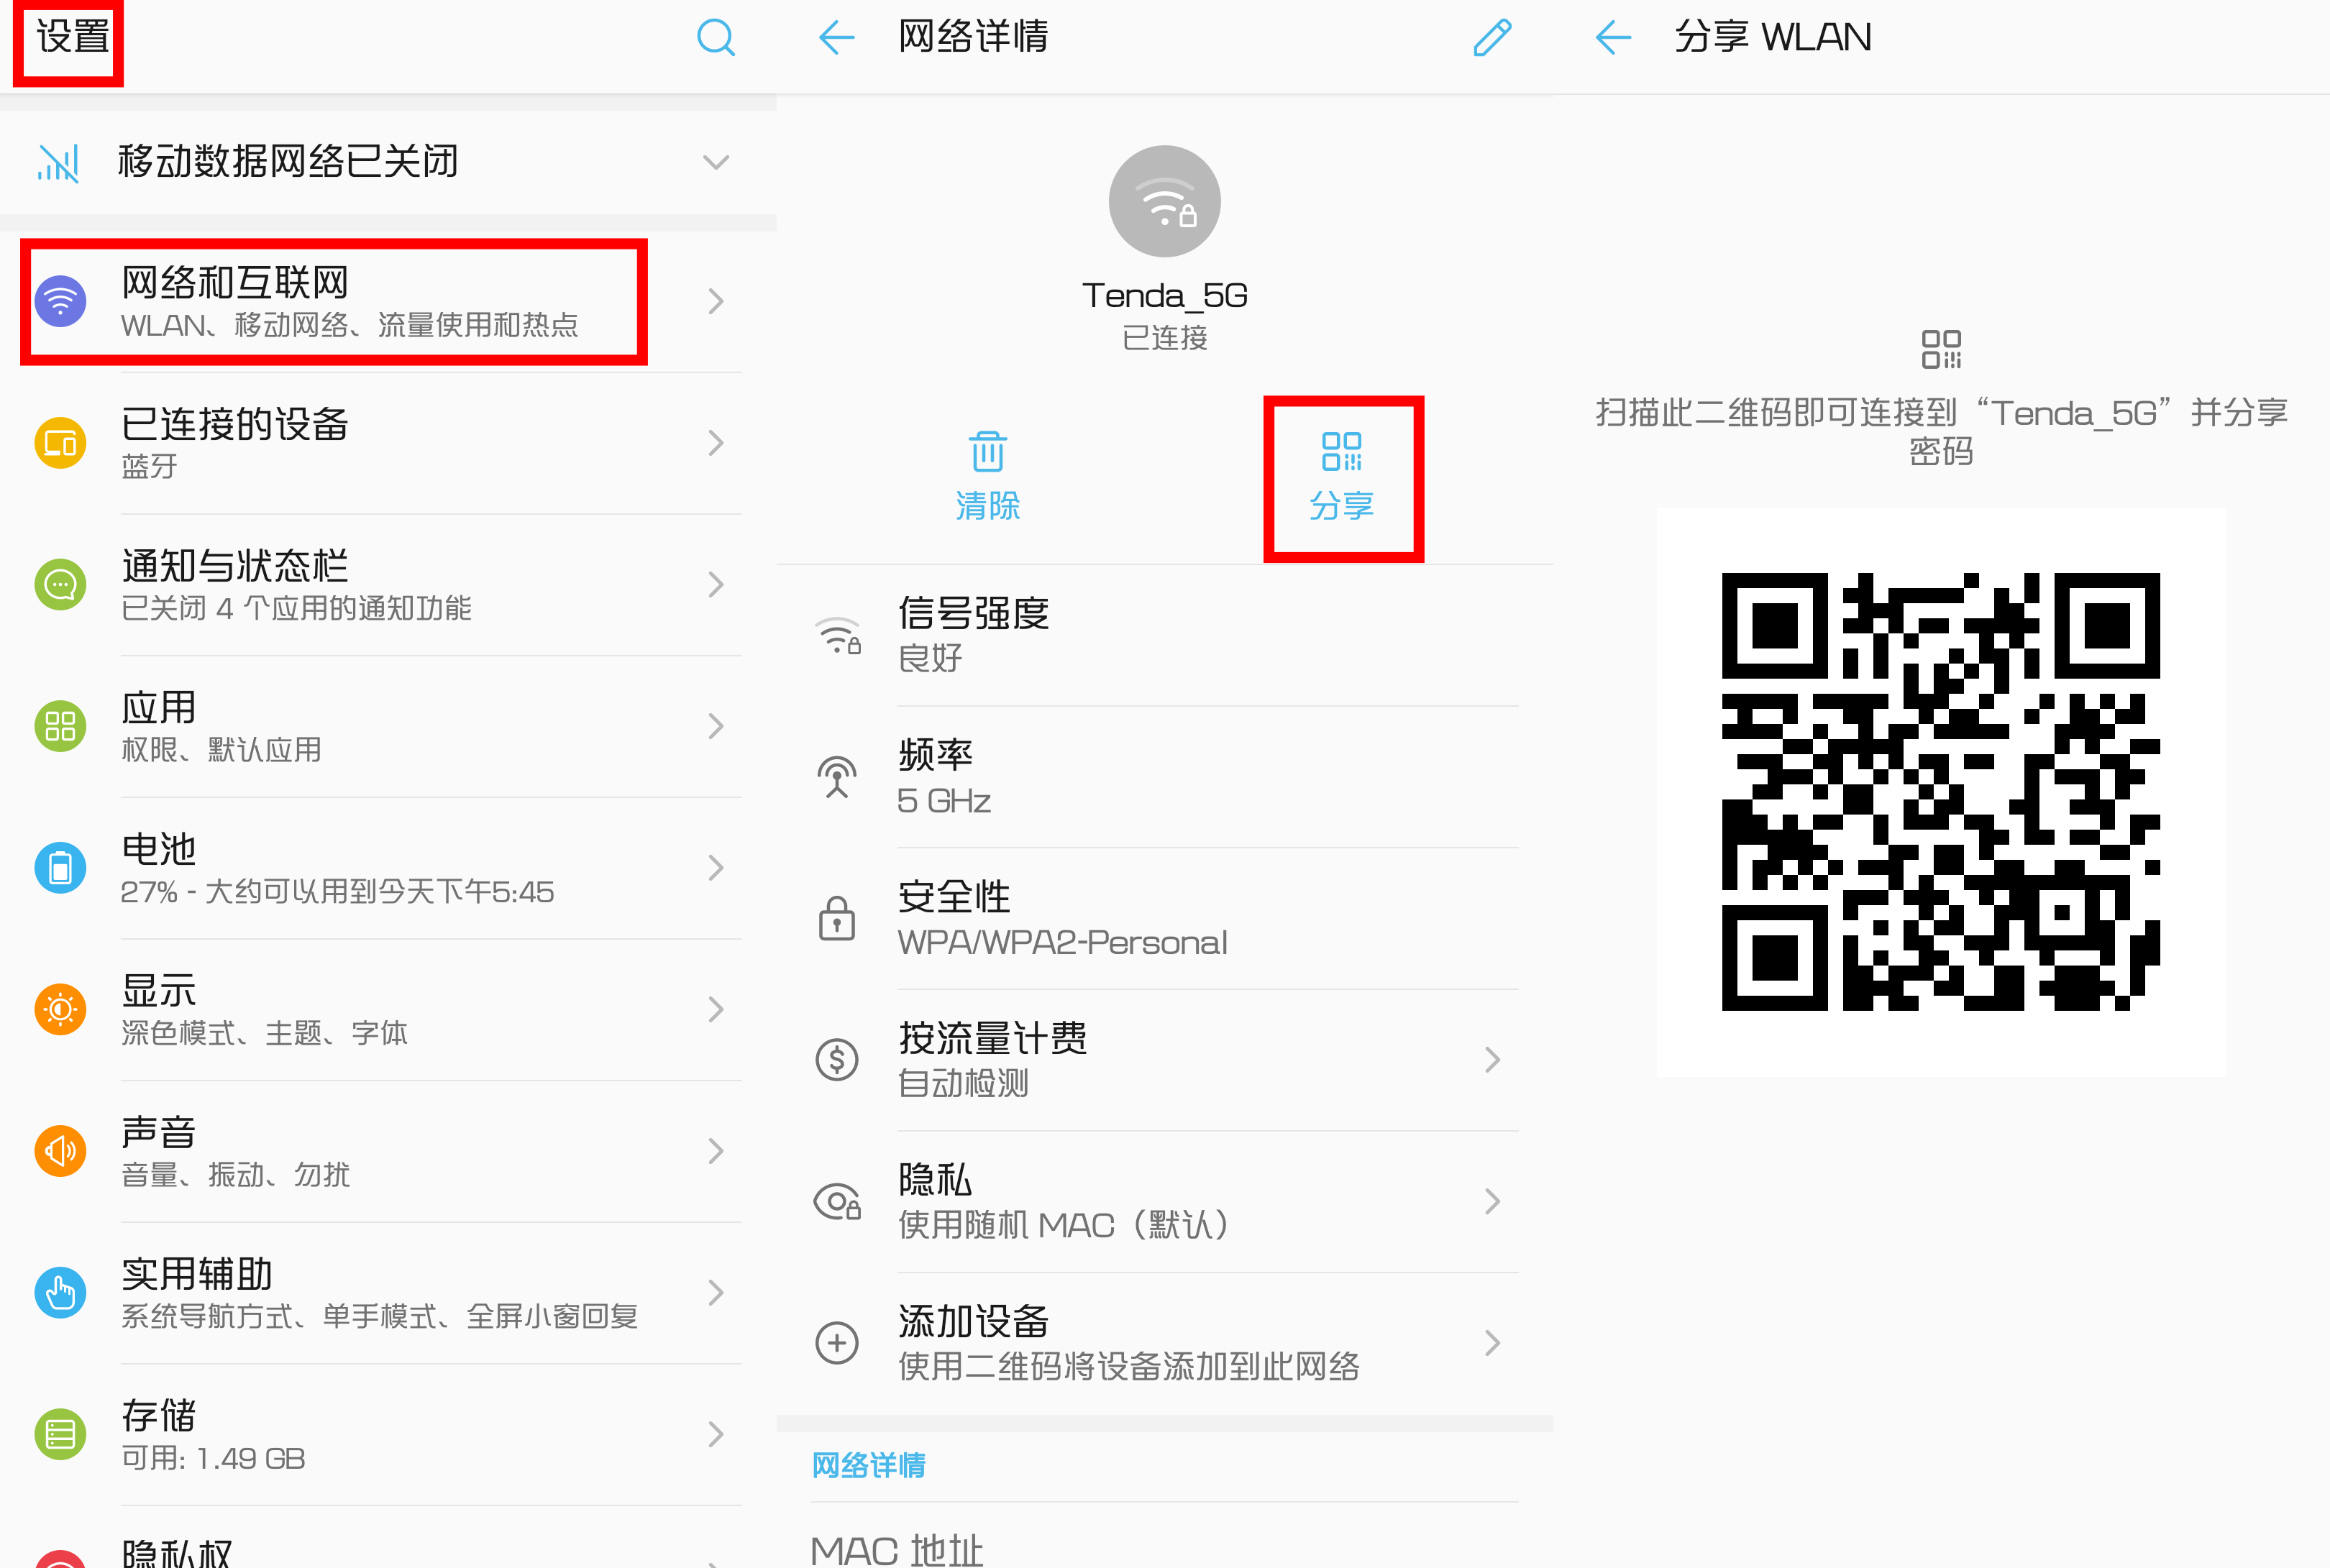 设置
移动数据网络已关闭
网络和互联网
WLAN、移动网络、流量使用和热点
已连接的设备
蓝牙
通知与状态栏
已关闭 4 个应用的通知功能
应用
权限、默认应用
电池
27% - 大约可以用到今天下午5:45
显示
深色模式、主题、字体
声音
音量、振动、勿扰
实用辅助
系统导航方式、单手模式、全屏小窗回复
存储
可用: 1.49 GB
隐私权
网络详情
Tenda_5G
已连接
清除
分享
信号强度
良好
频率
5 GHz
安全性
WPA/WPA2-Personal
按流量计费
自动检测
隐私
使用随机 MAC（默认）
添加设备
使用二维码将设备添加到此网络
网络详情
MAC 地址
分享 WLAN
扫描此二维码即可连接到“Tenda_5G”并分享
密码